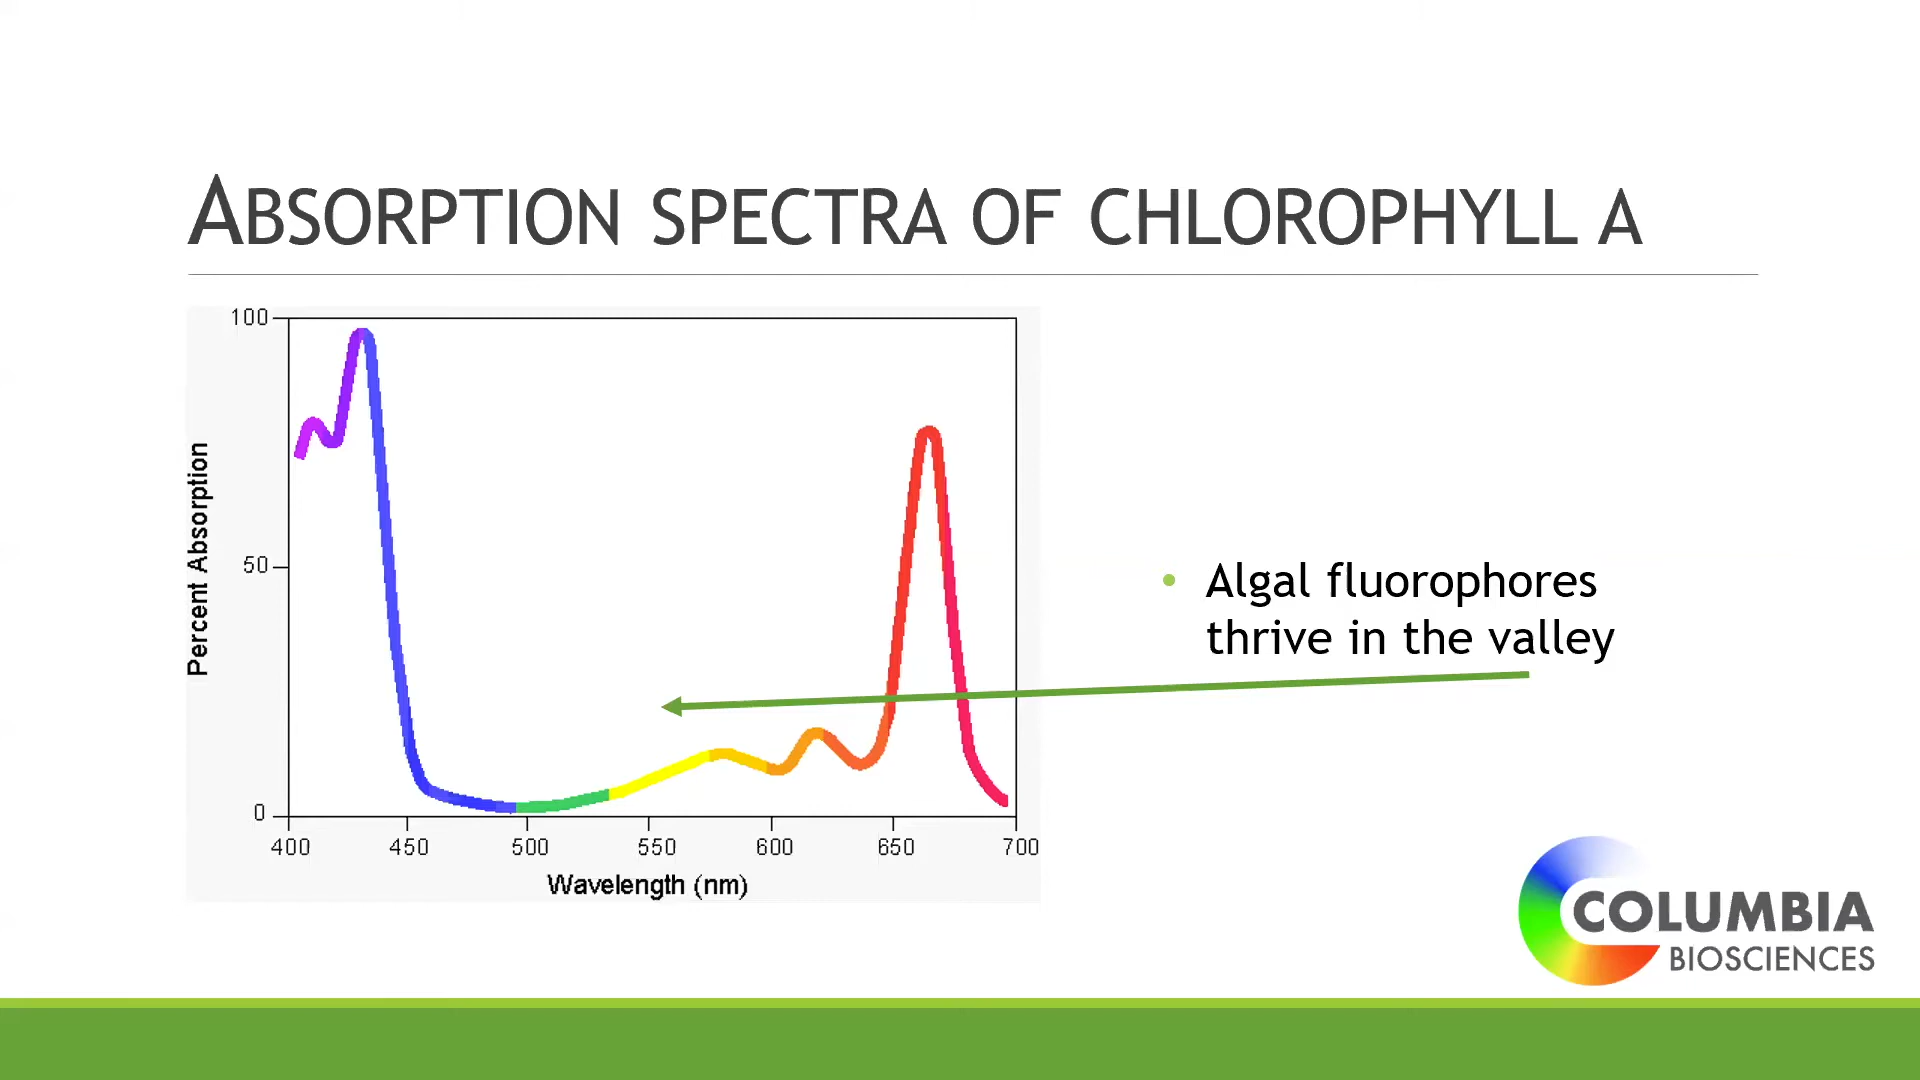 ABSORPTION SPECTRA OF CHLOROPHYLL A
100
50
0
Percent Absorption
400 450 500 550 600 650 700
Wavelength (nm)
• Algal fluorophores
thrive in the valley
COLUMBIA
BIOSCIENCES